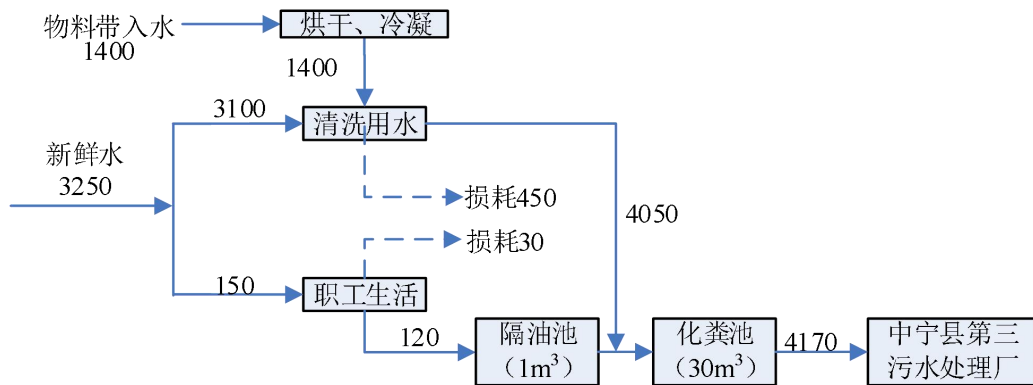 物料带入水
1400
烘干、冷凝
1400
3100
清洗用水
新鲜水
3250
损耗450
4050
损耗30
150
职工生活
120
隔油池
（1m³）
化粪池
（30m³）
4170
中宁县第三
污水处理厂